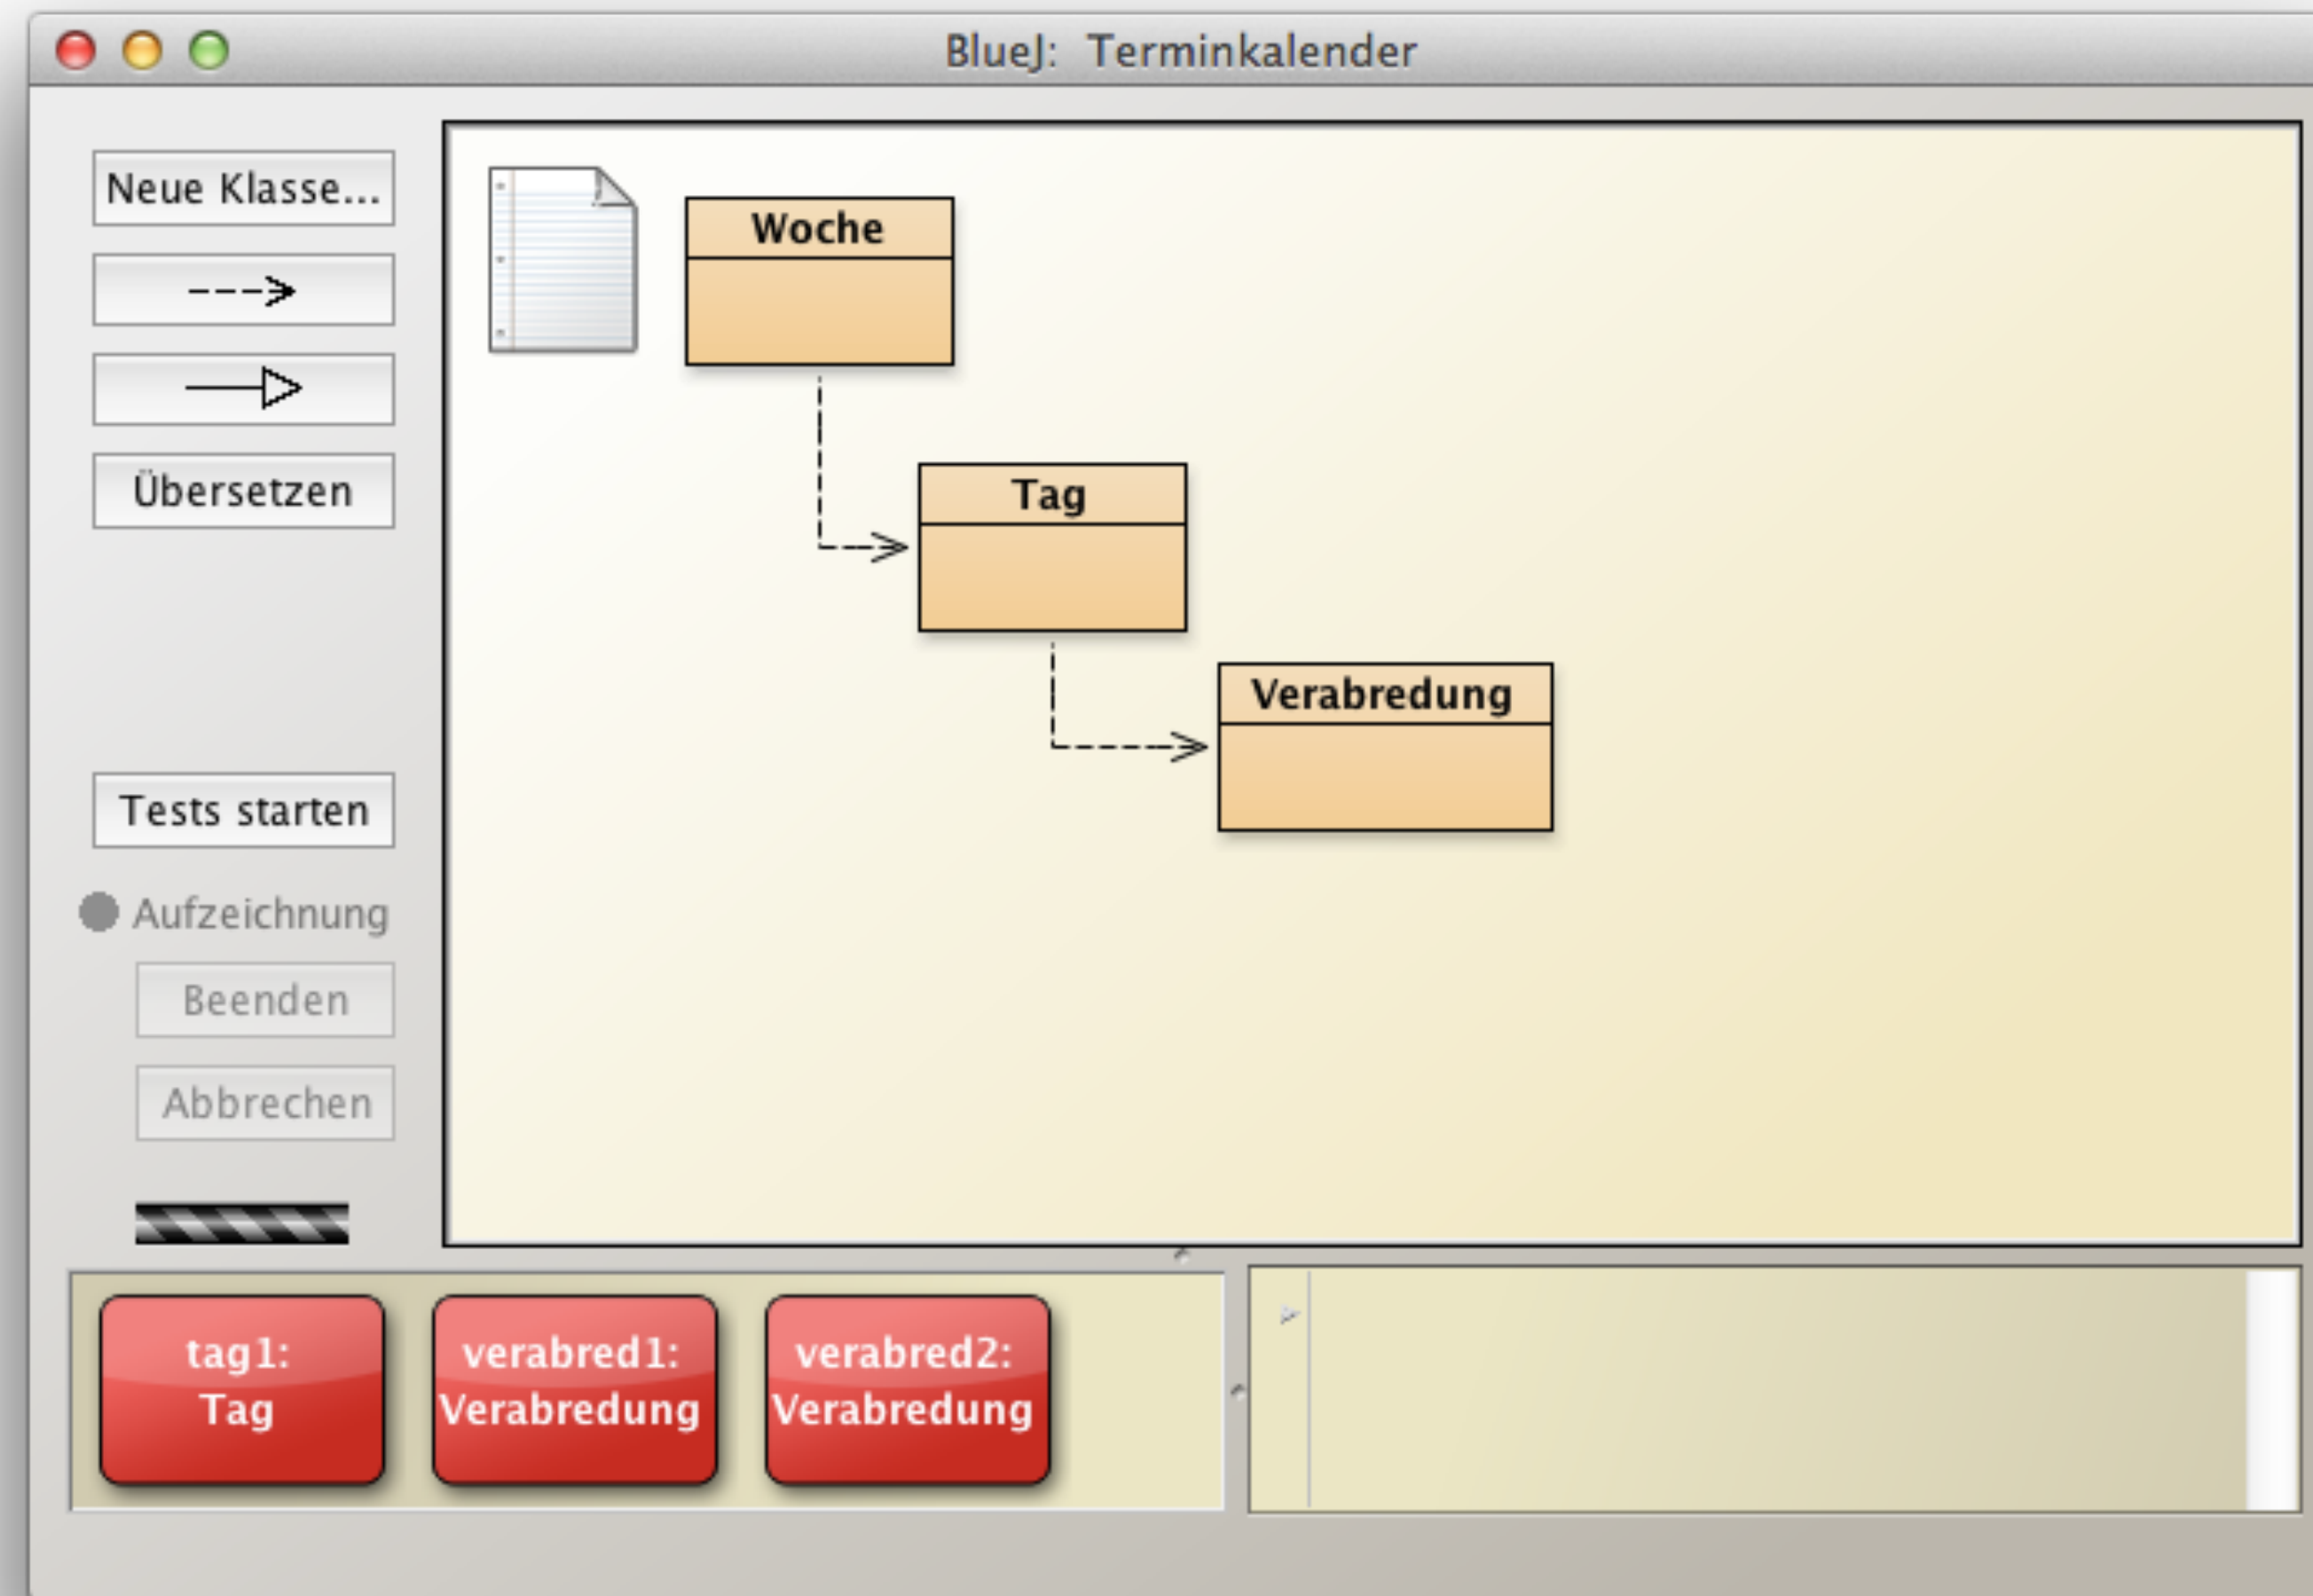 BlueJ: Terminkalender
Neue Klasse...
Übersetzen
Woche
Tag
Verabredung
Tests starten
Aufzeichnung
Beenden
Abbrechen
tag1:
Tag
verabred1:
Verabredung
verabred2:
Verabredung